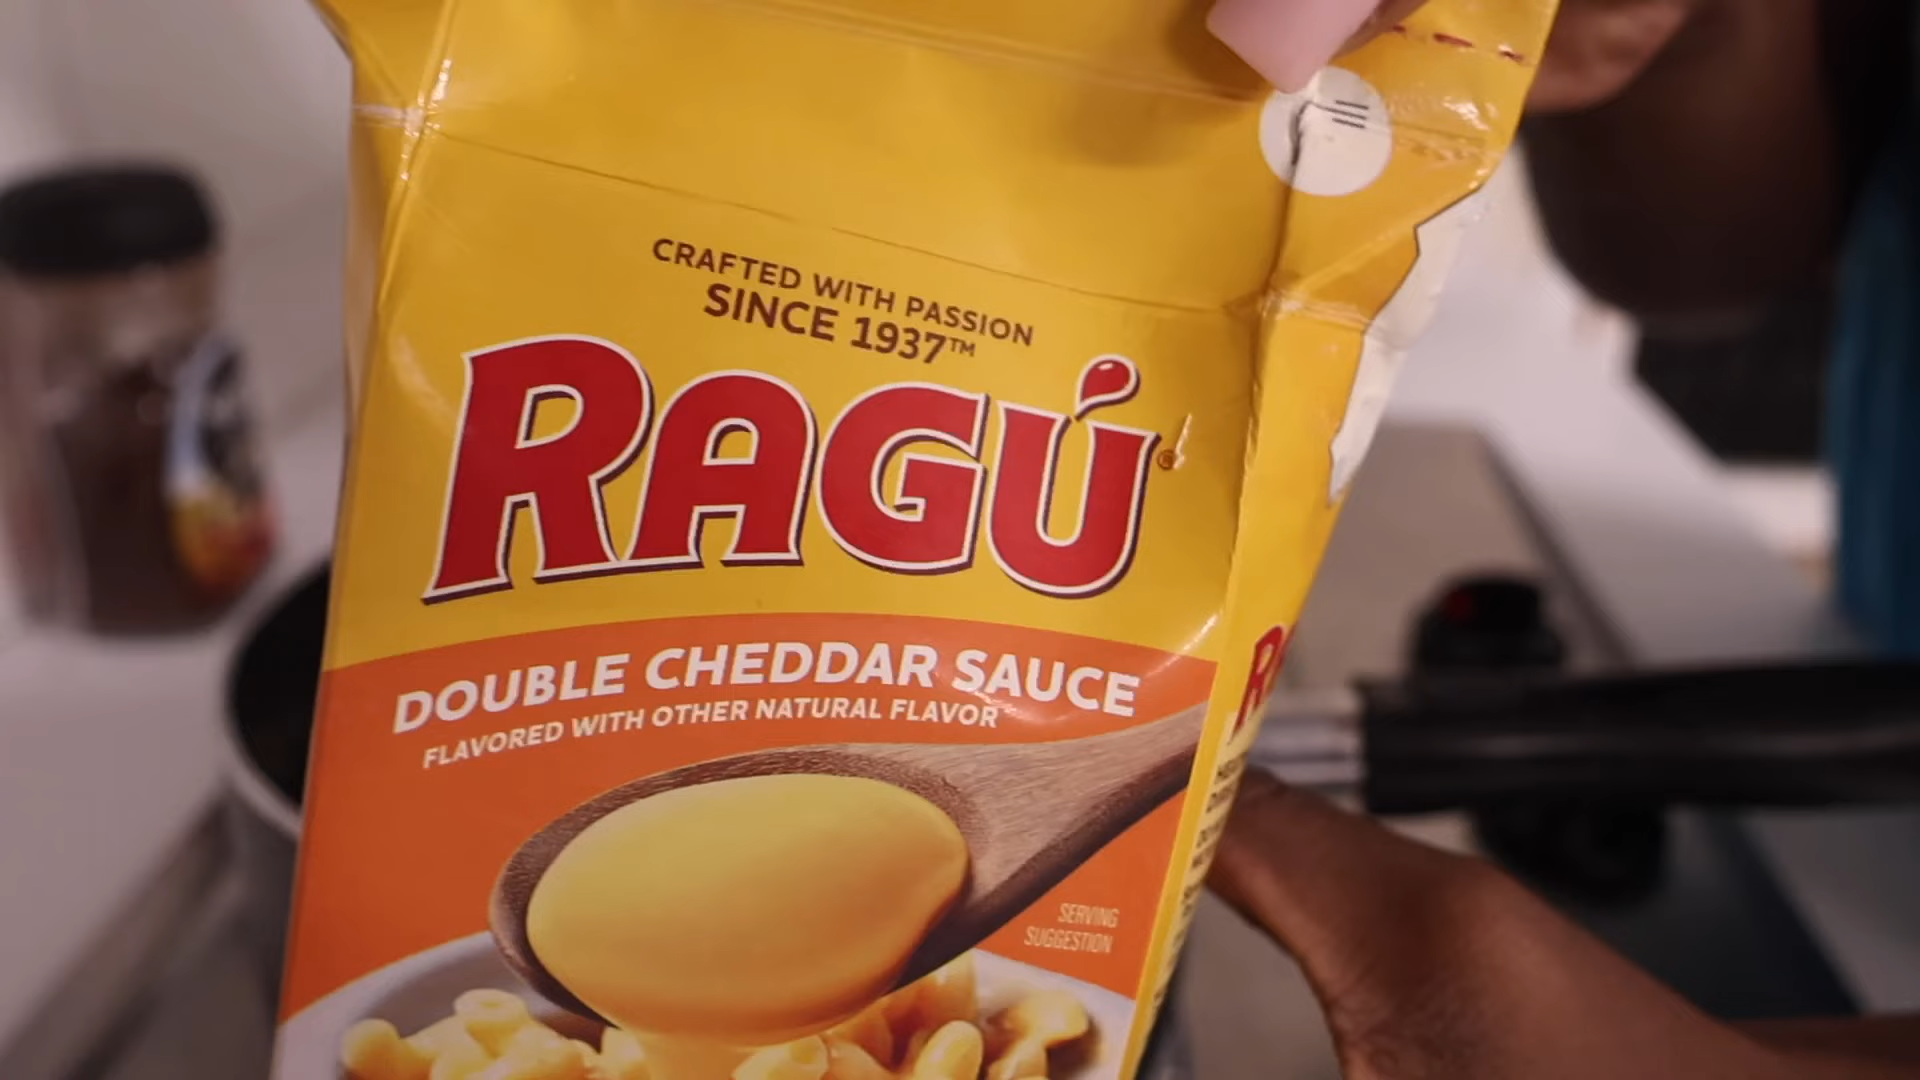 CRAFTED WITH PASSION
SINCE 1937™
RAGÚ®
DOUBLE CHEDDAR SAUCE
FLAVORED WITH OTHER NATURAL FLAVOR
SERVING
SUGGESTION